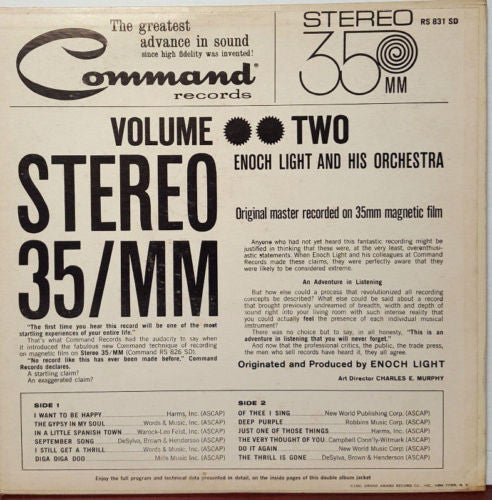 The greatest
advance in sound
since high fidelity was invented!
Command
records
STEREO
35
MM
RS 831 SD
VOLUME TWO
STEREO
35/MM
ENOCH LIGHT AND HIS ORCHESTRA
Original master recorded on 35mm magnetic film
"The first time you hear this record will be one of the most
startling experiences of your entire life."
That's what Command Records had the audacity to say when
it introduced the fabulous new Command technique of recording
on magnetic film on Stereo 35/MM (Command RS 826 SD).
"No record like this has ever been made before," Command
Records declares.
A startling claim?
An exaggerated claim?
Anyone who had not yet heard this fantastic recording might be
justified in thinking that these were, at the very least, overenthusi-
astic statements. When Enoch Light and his colleagues at Command
Records made these claims, they were perfectly aware that they
were likely to be considered extreme.
An Adventure in Listening
But how else could a process that revolutionized all recording
concepts be described? What else could be said about a record
that brought previously undreamed of breadth, width and depth of
sound right into your living room with such intense reality that
you could actually feel the presence of each individual musical
instrument?
There was no choice but to say, in all honesty, "This is an
adventure in listening that you will never forget."
And now that the professional critics, the public, the trade press,
the men who sell records have heard it, they all agree.
Originated and Produced by ENOCH LIGHT
Art Director CHARLES E. MURPHY
SIDE 1
I WANT TO BE HAPPY Harms, Inc. (ASCAP)
THE GYPSY IN MY SOUL Words & Music, Inc. (ASCAP)
IN A LITTLE SPANISH TOWN Warock-Leo Feist, Inc. (ASCAP)
SEPTEMBER SONG DeSylva, Brown & Henderson (ASCAP)
I STILL GET A THRILL Words & Music, Inc. (ASCAP)
DIGA DIGA DOO Mills Music Inc. (ASCAP)
SIDE 2
OF THEE I SING New World Publishing Corp. (ASCAP)
DEEP PURPLE Robbins Music Corp. (ASCAP)
JUST ONE OF THOSE THINGS Harms, Inc. (ASCAP)
THE VERY THOUGHT OF YOU Campbell Connly-Witmark (ASCAP)
DO IT AGAIN New World Music Corp. (ASCAP)
THE THRILL IS GONE DeSylva, Brown & Henderson (ASCAP)
Enjoy the full program and technical data presented in detail, on the inside pages of this double album jacket